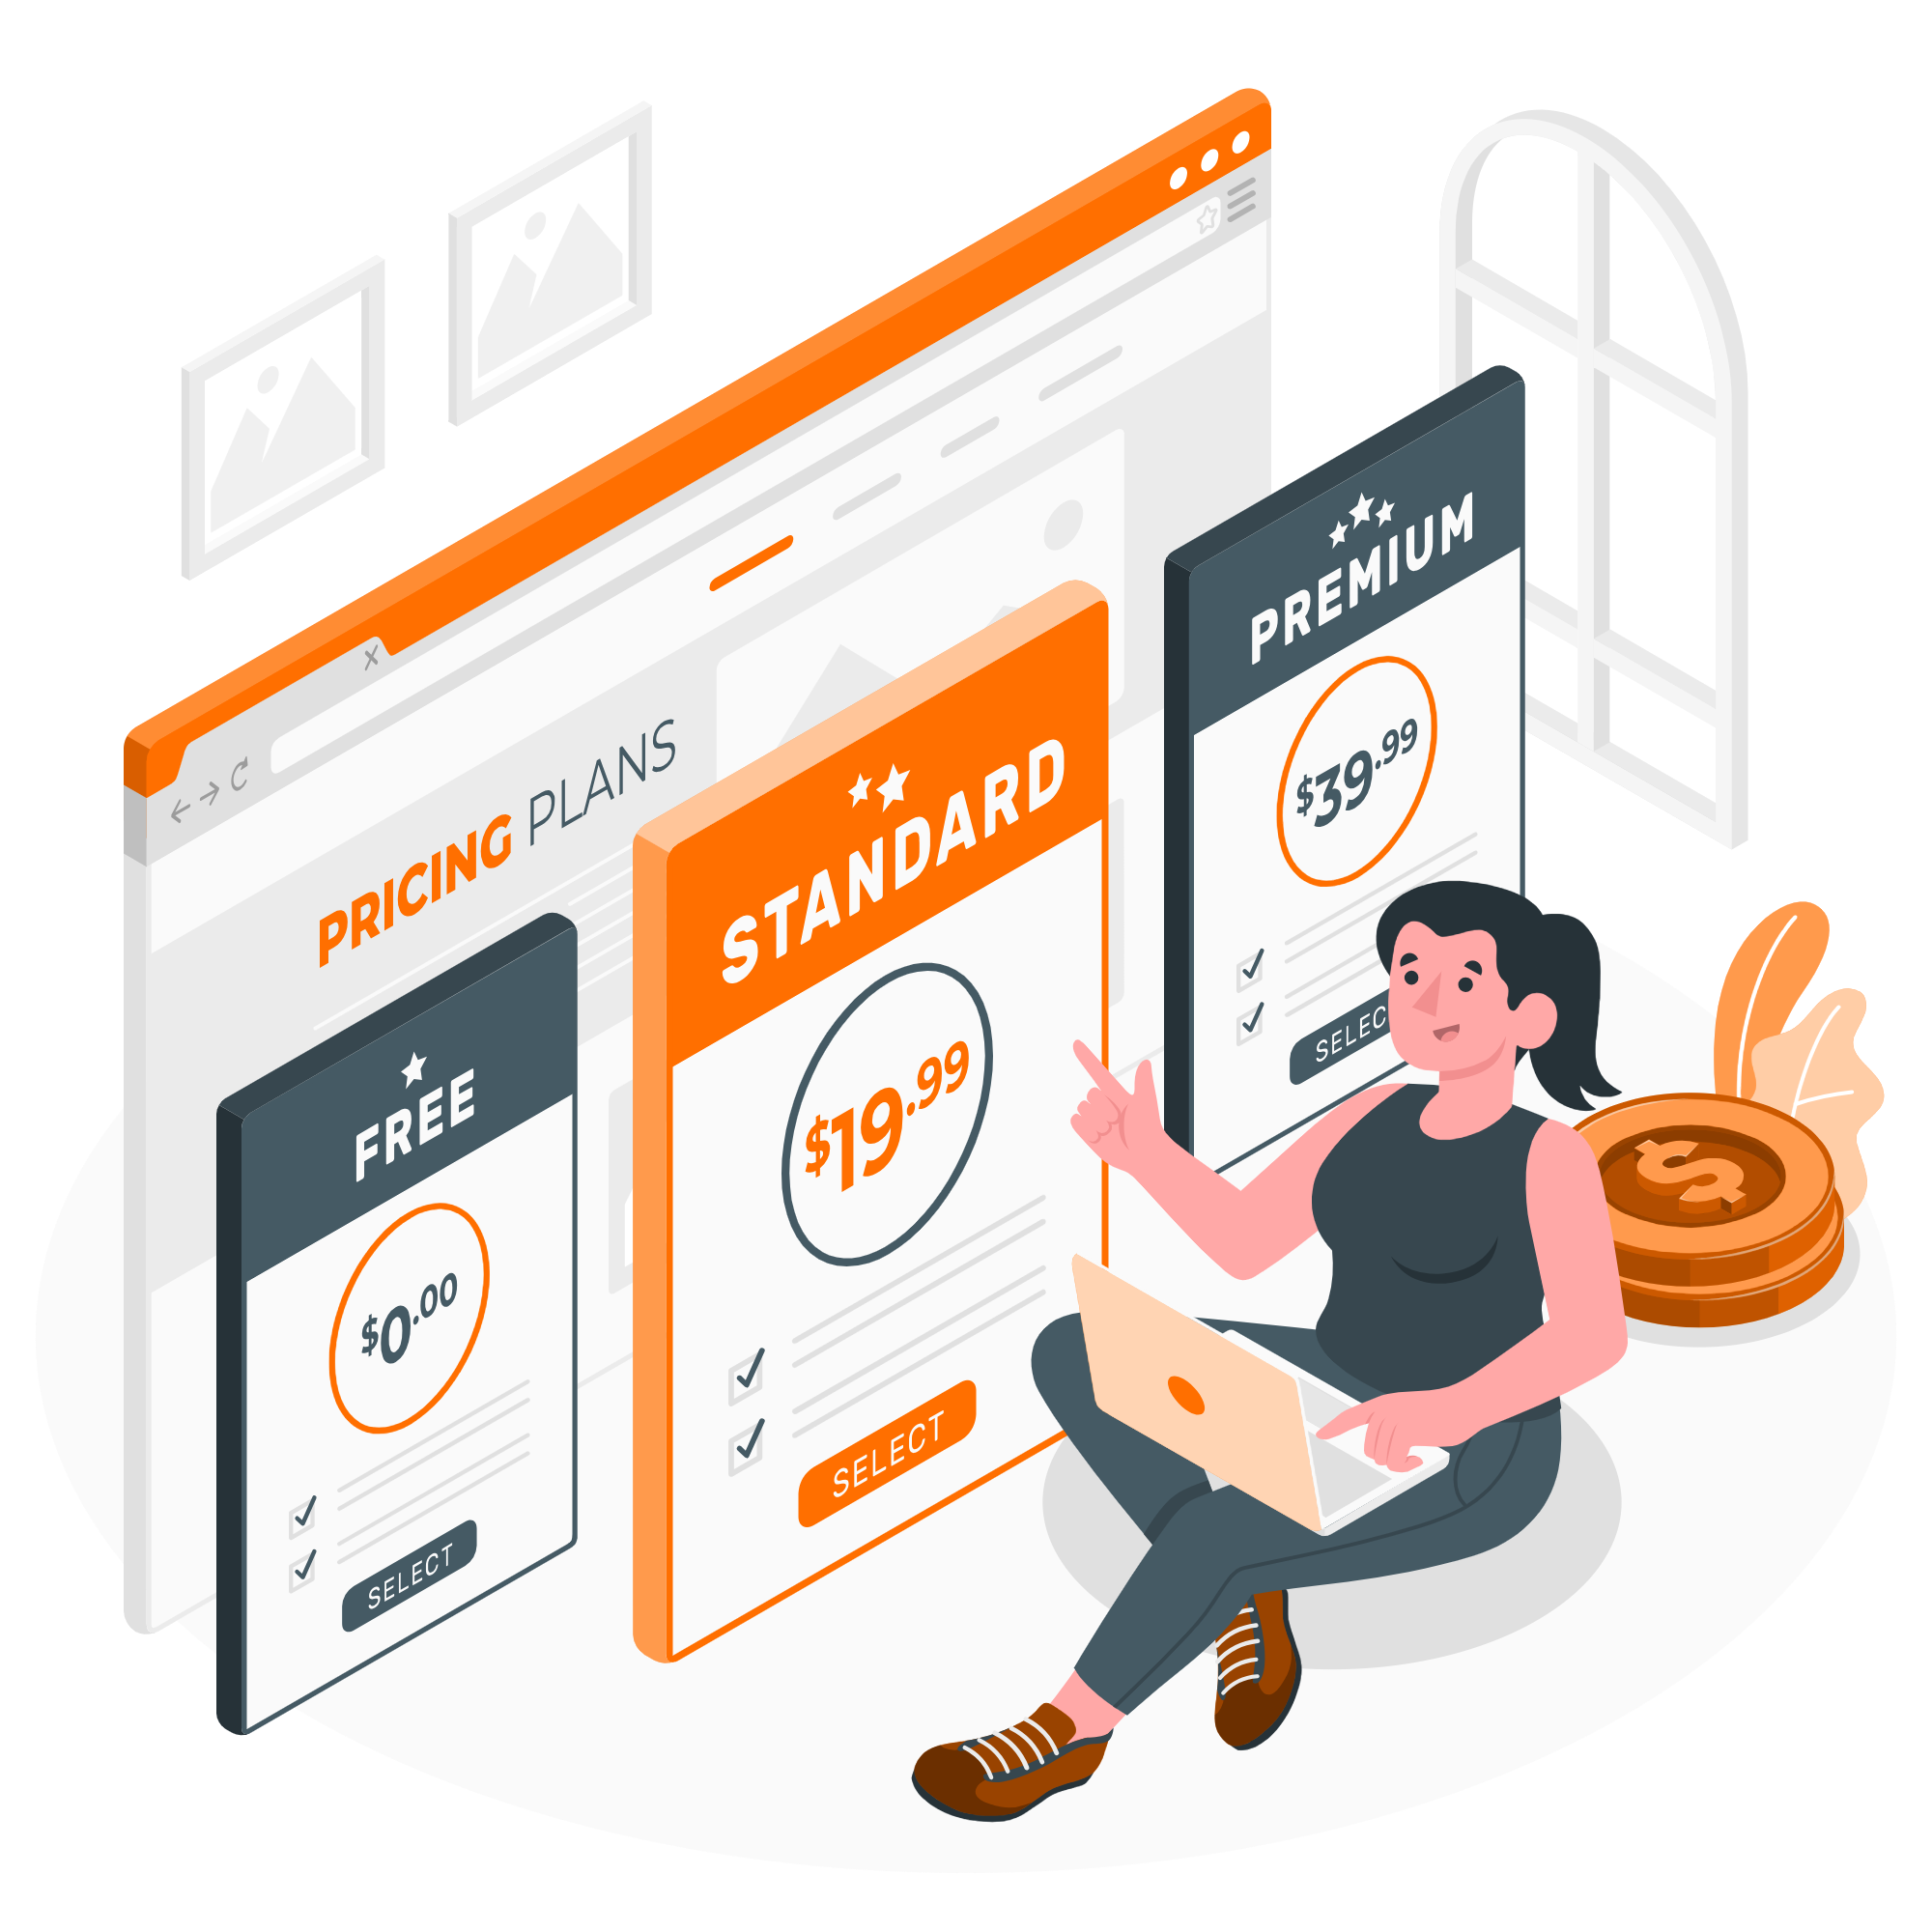 PRICING PLANS
FREE
$0.00
SELECT
STANDARD
$19.99
SELECT
PREMIUM
$39.99
SELEC
$